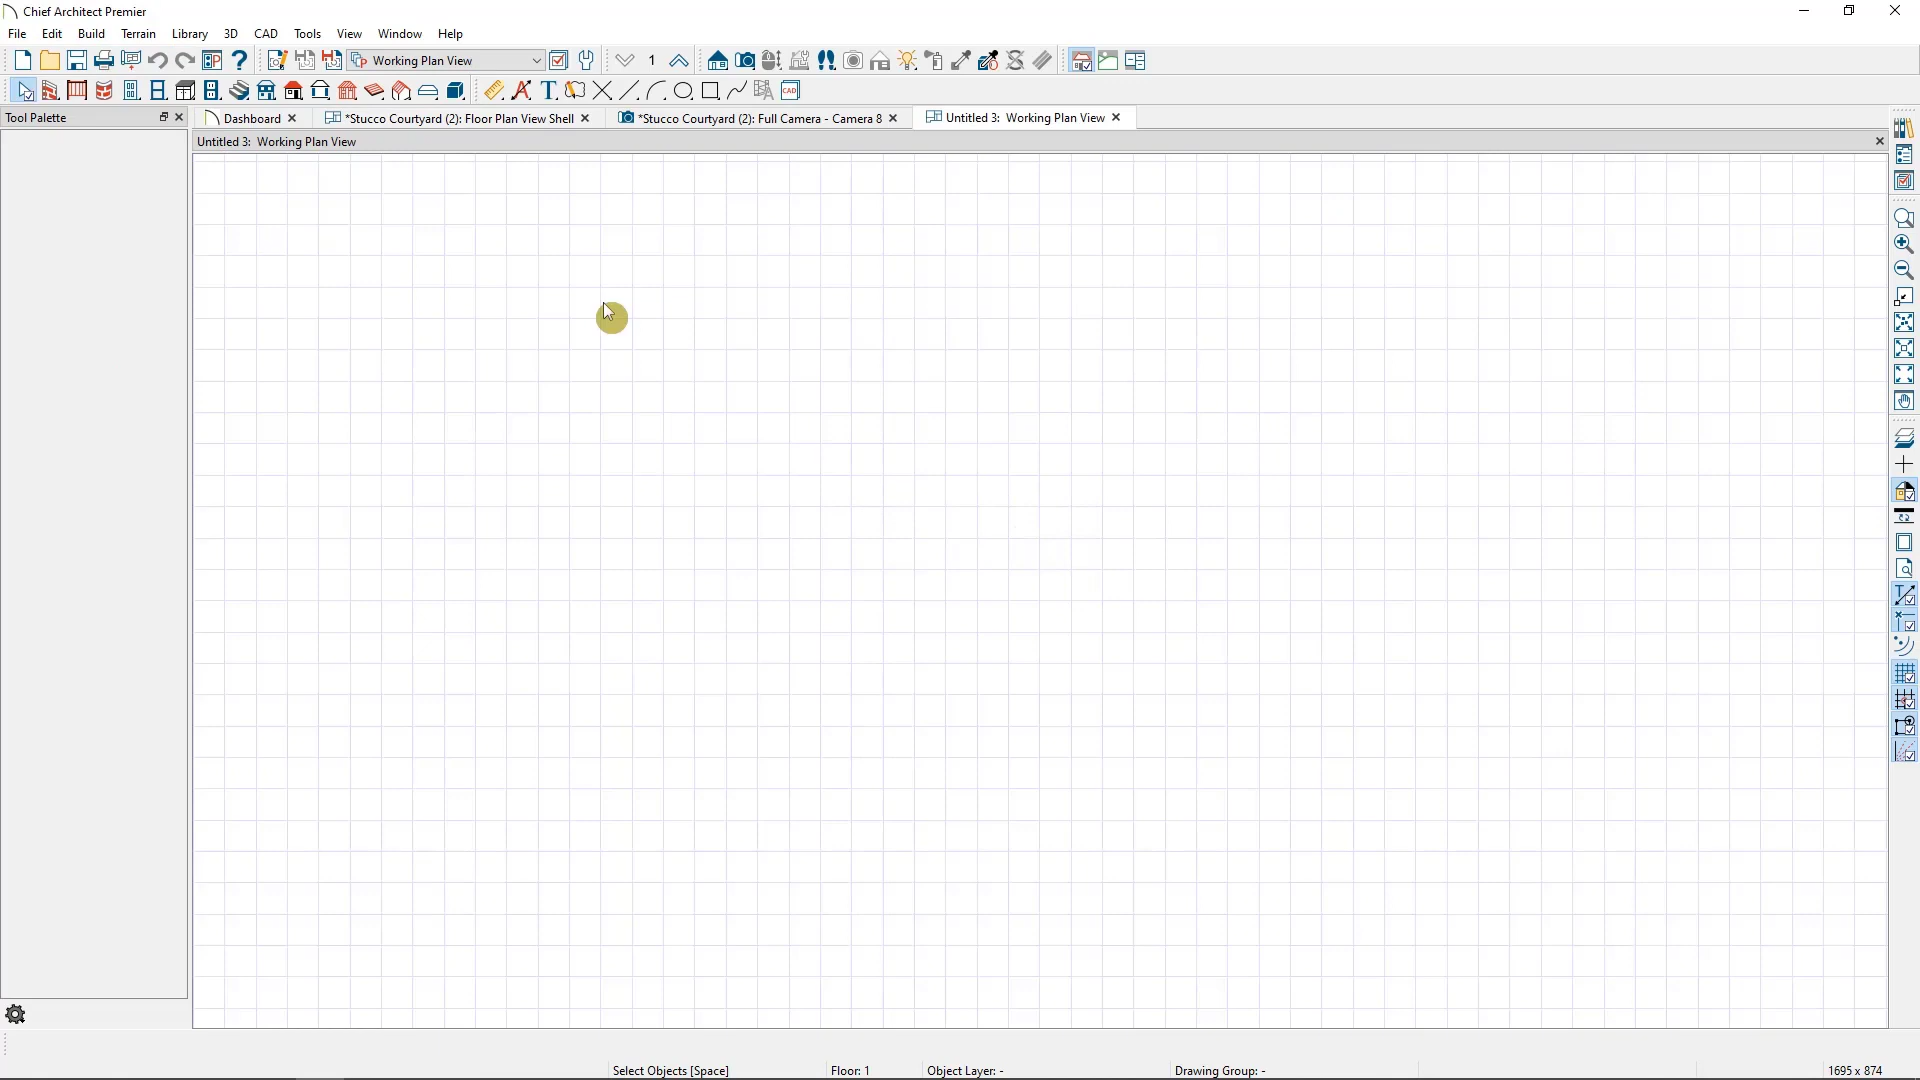 Chief Architect Premier
File Edit Build Terrain Library 3D CAD Tools View Window Help
Working Plan View 1
CAD
Tool Palette
Dashboard *Stucco Courtyard (2): Floor Plan View Shell *Stucco Courtyard (2): Full Camera - Camera 8 Untitled 3: Working Plan View
Untitled 3: Working Plan View
Select Objects [Space] Floor: 1 Object Layer: - Drawing Group: - 1695 x 874